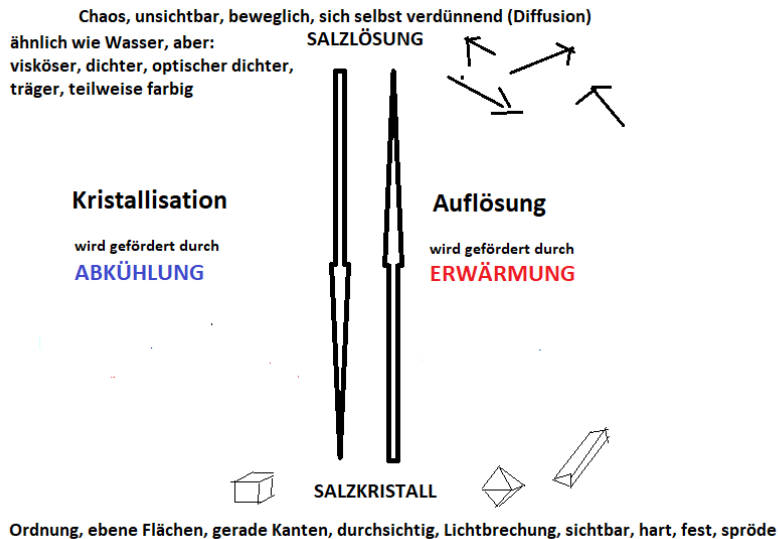 Chaos, unsichtbar, beweglich, sich selbst verdünnend (Diffusion)
ähnlich wie Wasser, aber:
SALZLÖSUNG
visköser, dichter, optischer dichter,
träger, teilweise farbig
Kristallisation
wird gefördert durch
ABKÜHLUNG
Auflösung
wird gefördert durch
ERWÄRMUNG
SALZKRISTALL
Ordnung, ebene Flächen, gerade Kanten, durchsichtig, Lichtbrechung, sichtbar, hart, fest, spröde